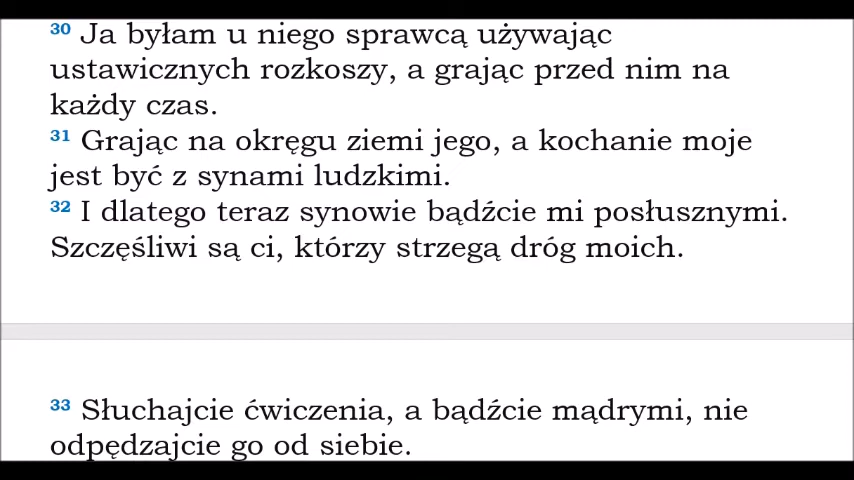 30 Ja byłam u niego sprawcą używając
ustawicznych rozkoszy, a grając przed nim na
każdy czas.
31 Grając na okręgu ziemi jego, a kochanie moje
jest być z synami ludzkimi.
32 I dlatego teraz synowie bądźcie mi posłusznymi.
Szczęśliwi są ci, którzy strzegą dróg moich.
33 Słuchajcie ćwiczenia, a bądźcie mądrymi, nie
odpędzajcie go od siebie.